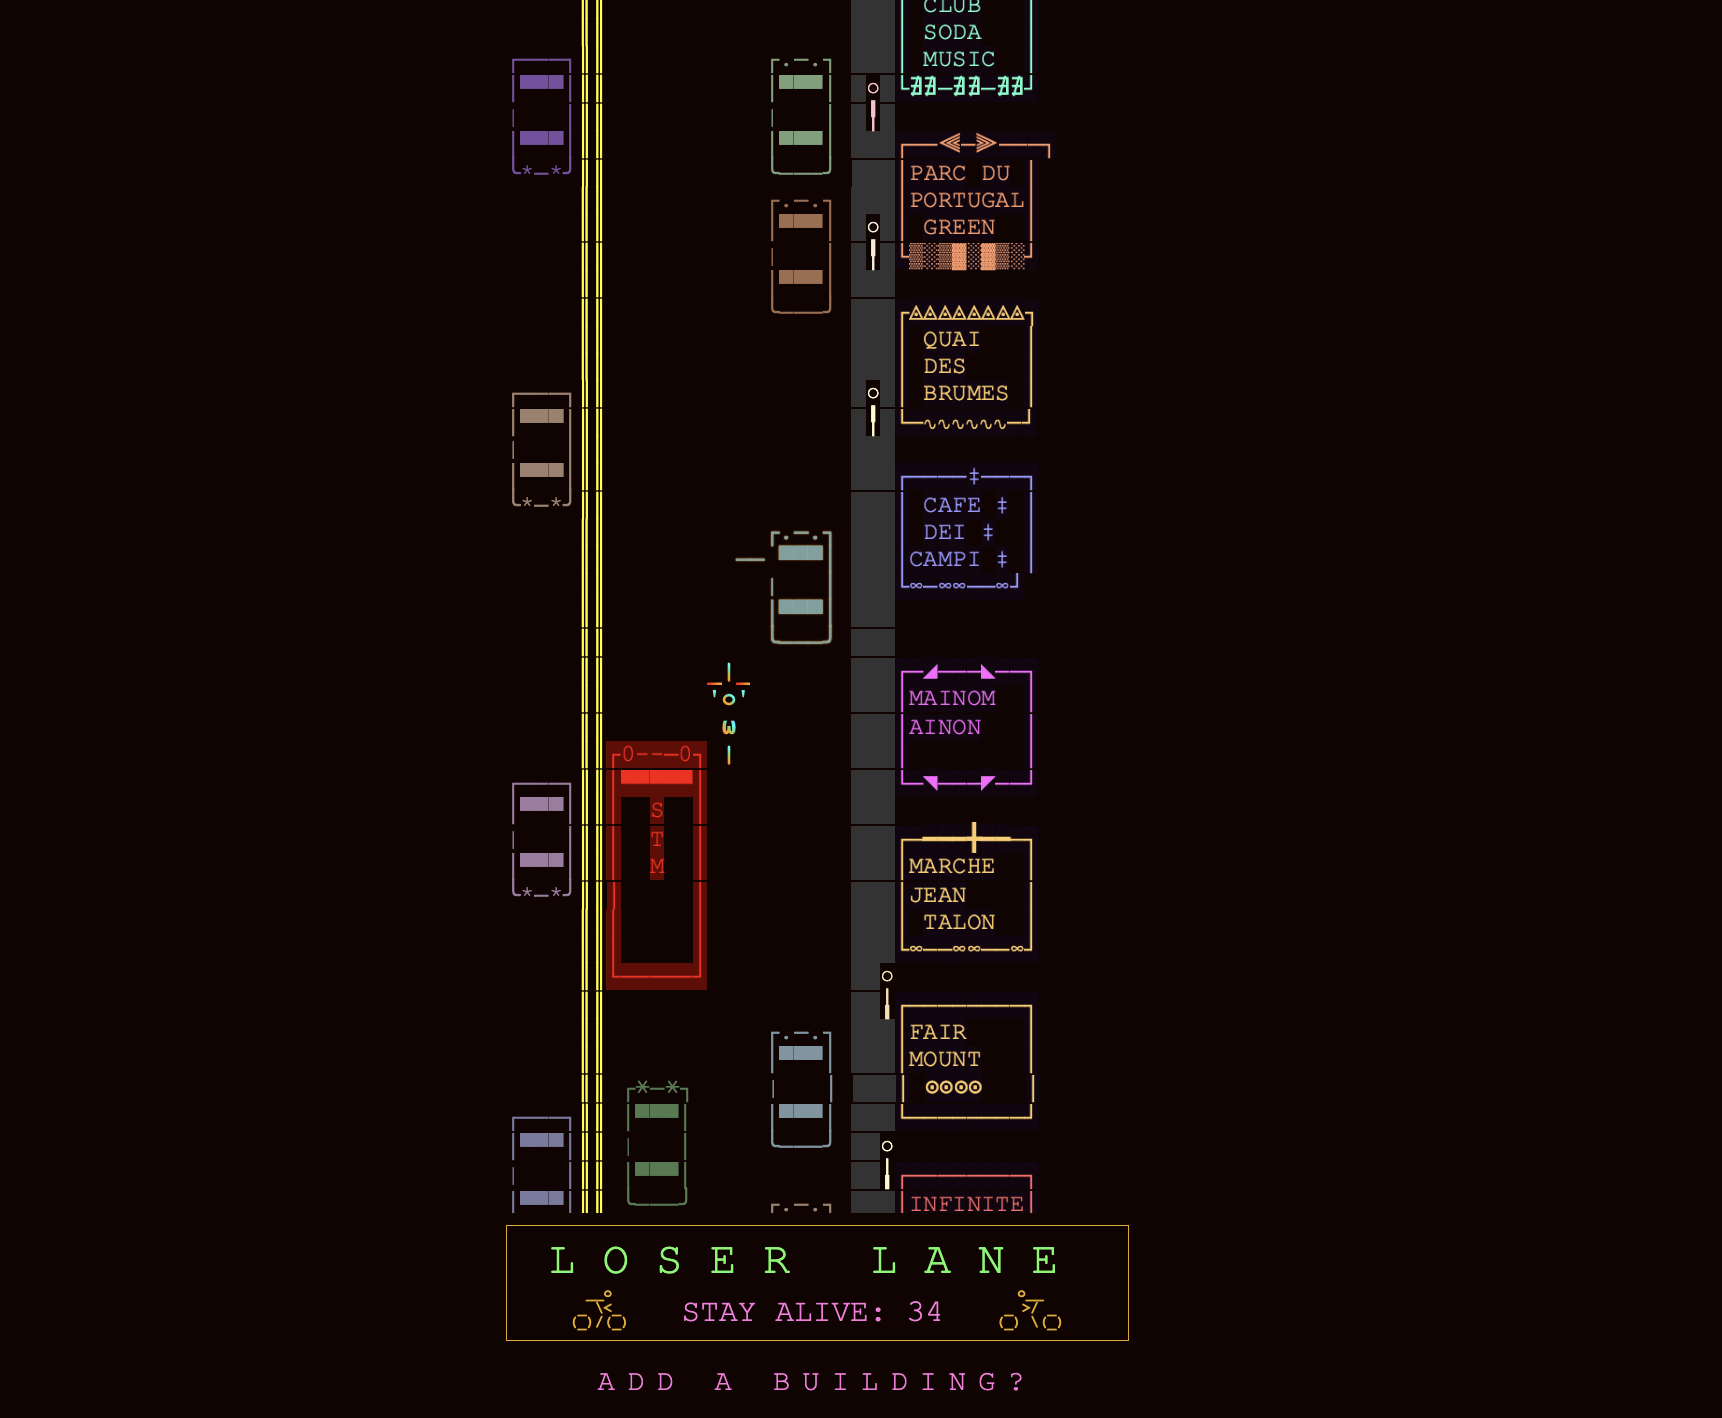 CLUB
SODA
MUSIC
PARC DU
PORTUGAL
GREEN
QUAI
DES
BRUMES
CAFE ‡
DEI ‡
CAMPI ‡
MAINOM
AINON
STM
MARCHE
JEAN
TALON
FAIR
MOUNT
INFINITE
LOSER LANE
STAY ALIVE: 34
ADD A BUILDING?